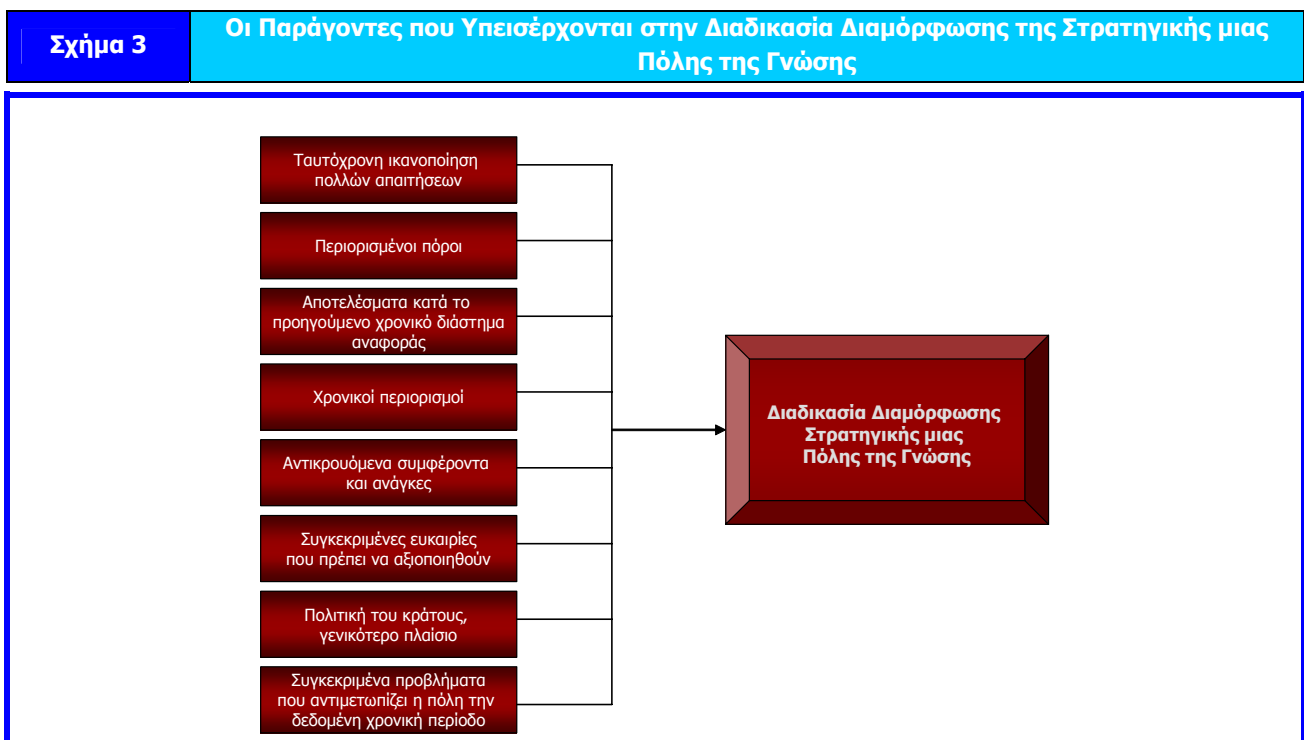 Σχήμα 3
Οι Παράγοντες που Υπεισέρχονται στην Διαδικασία Διαμόρφωσης της Στρατηγικής μιας
Πόλης της Γνώσης
Ταυτόχρονη ικανοποίηση
πολλών απαιτήσεων
Περιορισμένοι πόροι
Αποτελέσματα κατά το
προηγούμενο χρονικό διάστημα
αναφοράς
Χρονικοί περιορισμοί
Αντικρουόμενα συμφέροντα
και ανάγκες
Συγκεκριμένες ευκαιρίες
που πρέπει να αξιοποιηθούν
Πολιτική του κράτους,
γενικότερο πλαίσιο
Συγκεκριμένα προβλήματα
που αντιμετωπίζει η πόλη την
δεδομένη χρονική περίοδο
Διαδικασία Διαμόρφωσης
Στρατηγικής μιας
Πόλης της Γνώσης